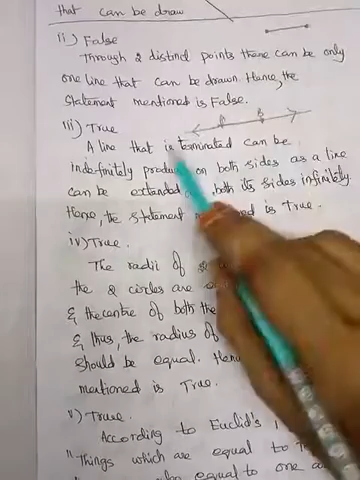 that can be draw
ii) False
Through 2 distinct points there can be only
one line that can be drawn. Hence, the
statement mentioned is False.
iii) True
A B
A line that is terminated can be
indefinitely produ on both sides as a line
can be extended both its sides infinitely.
Hence, the statement is True.
iv) True.
The radii of
the 2 circles are
& the centre of both the
& thus, the radius of
should be equal.
mentioned is True.
v) True.
According to Euclid's 1
"Things which are equal to
equal to one